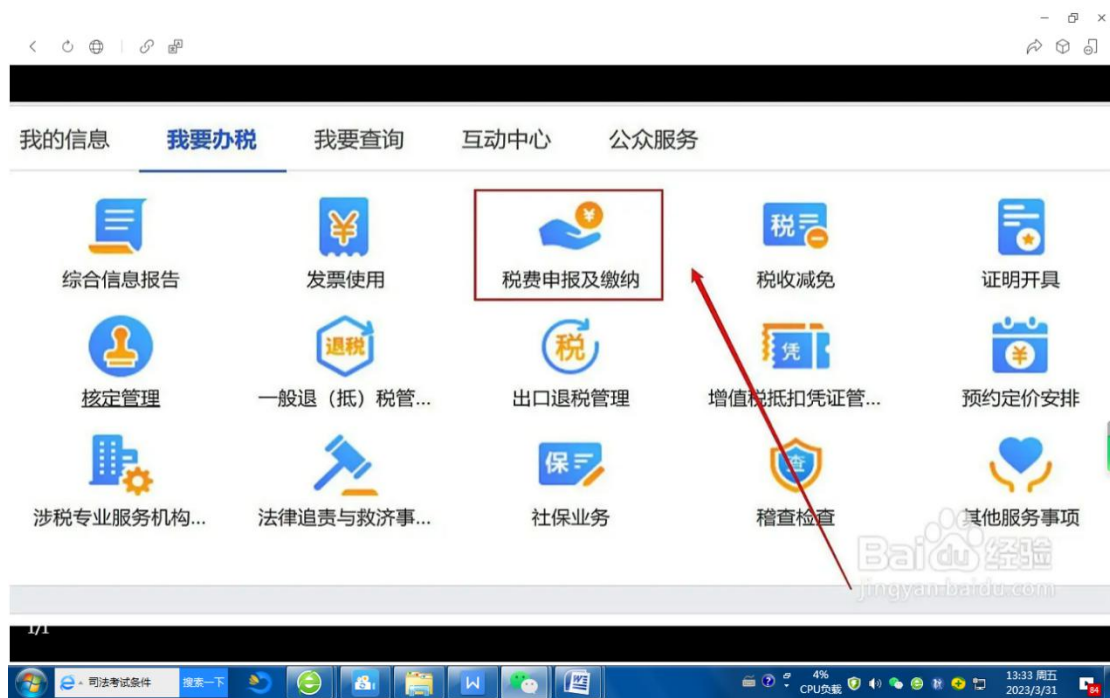 我的信息 我要办税 我要查询 互动中心 公众服务
税
综合信息报告 发票使用 税费申报及缴纳 税收减免 证明开具
退税 税 凭
核定管理 一般退（抵）税管... 出口退税管理 增值税抵扣凭证管... 预约定价安排
保 查
涉税专业服务机构... 法律追责与救济事... 社保业务 稽查检查 其他服务事项
Baidu经验
jingyan.baidu.com
1/1
司法考试条件 搜索一下 4% 13:33 周五
CPU负载 2023/3/31
84